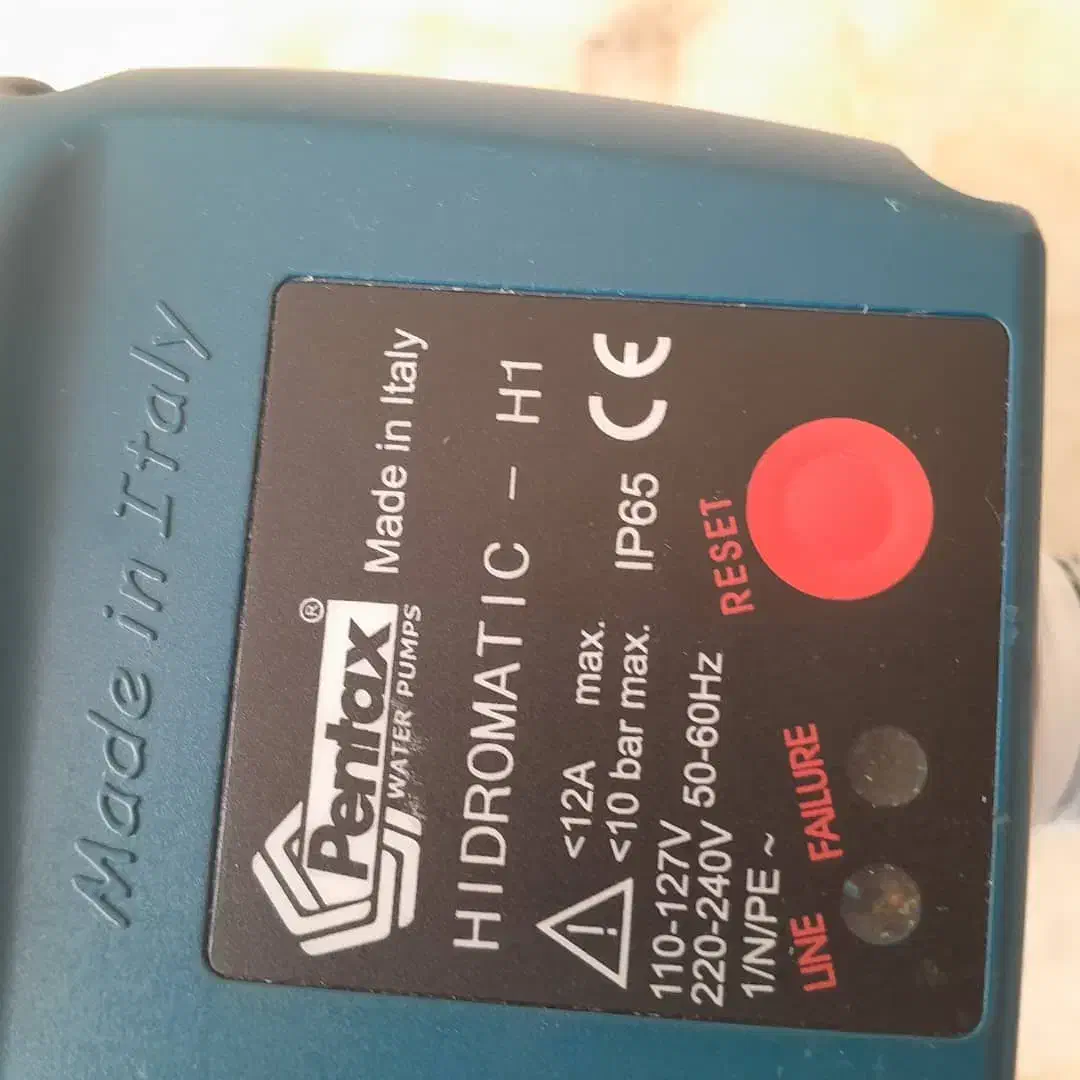 Made in Italy
Pentax® Made in Italy
WATER PUMPS
HIDROMATIC – H1
<12A max.
<10 bar max. IP65 CE
110-127V
220-240V 50-60Hz
1/N/PE ~
RESET
LINE FAILURE